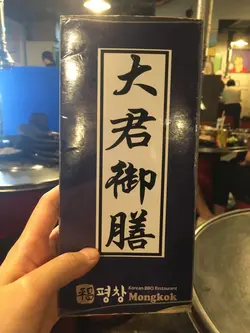 大君御膳
Korean BBQ Restaurant
평창 Mongkok